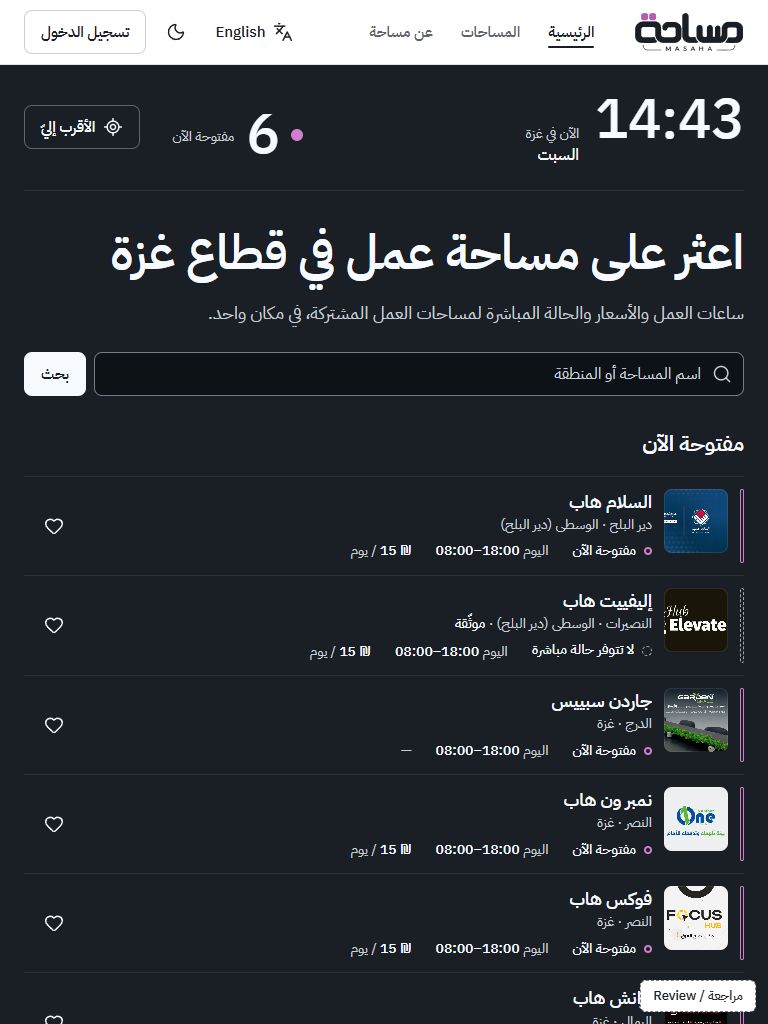 مساحة
MASAHA
الرئيسية
المساحات
عن مساحة
English
تسجيل الدخول
14:43
الآن في غزة
السبت
6
مفتوحة الآن
الأقرب إليّ
اعثر على مساحة عمل في قطاع غزة
ساعات العمل والأسعار والحالة المباشرة لمساحات العمل المشتركة، في مكان واحد.
اسم المساحة أو المنطقة
بحث
مفتوحة الآن
السلام هاب
دير البلح · الوسطى (دير البلح)
مفتوحة الآن اليوم 08:00–18:00 ₪ 15 / يوم
Hub
Elevate
إليفييت هاب
النصيرات · الوسطى (دير البلح) · موثّقة
لا تتوفر حالة مباشرة اليوم 08:00–18:00 ₪ 15 / يوم
GARDEN
جاردن سبييس
الدرج · غزة
مفتوحة الآن اليوم 08:00–18:00 —
One
نمبر ون هاب
النصر · غزة
مفتوحة الآن اليوم 08:00–18:00 ₪ 15 / يوم
FOCUS
HUB
فوكس هاب
النصر · غزة
مفتوحة الآن اليوم 08:00–18:00 ₪ 15 / يوم
هاب
الرمال · غزة
مراجعة / Review